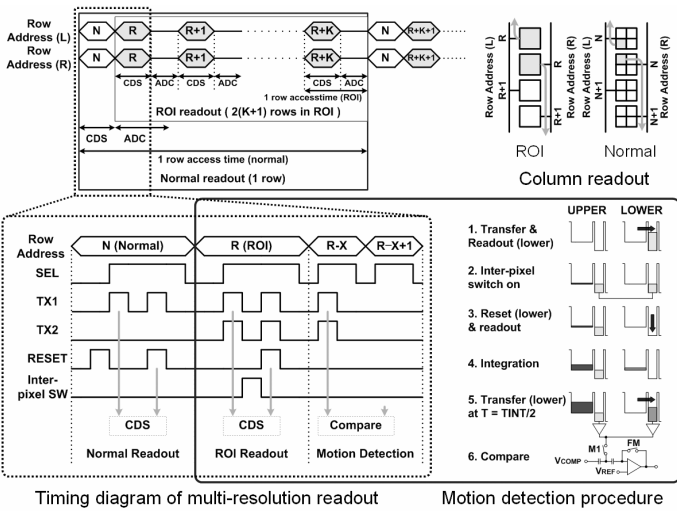 Row Address (L) N R R+1 R+K N R+K+1
Row Address (R) N R R+1 R+K N R+K+1
CDS ADC CDS ADC CDS ADC
1 row accesstime (ROI)
ROI readout ( 2(K+1) rows in ROI )
CDS ADC
1 row access time (normal)
Normal readout (1 row)
Row Address (L)
R
R+1
R
R+1
Row Address (R)
ROI
Row Address (L)
N
N+1
N
N+1
Row Address (R)
Normal
Column readout
Row Address N (Normal) R (ROI) R-X R-X+1
SEL
TX1
TX2
RESET
Inter-
pixel SW
CDS CDS Compare
Normal Readout ROI Readout Motion Detection
Timing diagram of multi-resolution readout
UPPER LOWER
1. Transfer &
Readout (lower)
2. Inter-pixel
switch on
3. Reset (lower)
& readout
4. Integration
5. Transfer (lower)
at T = TINT/2
6. Compare
M1 FM
VCOMP
VREF
Motion detection procedure